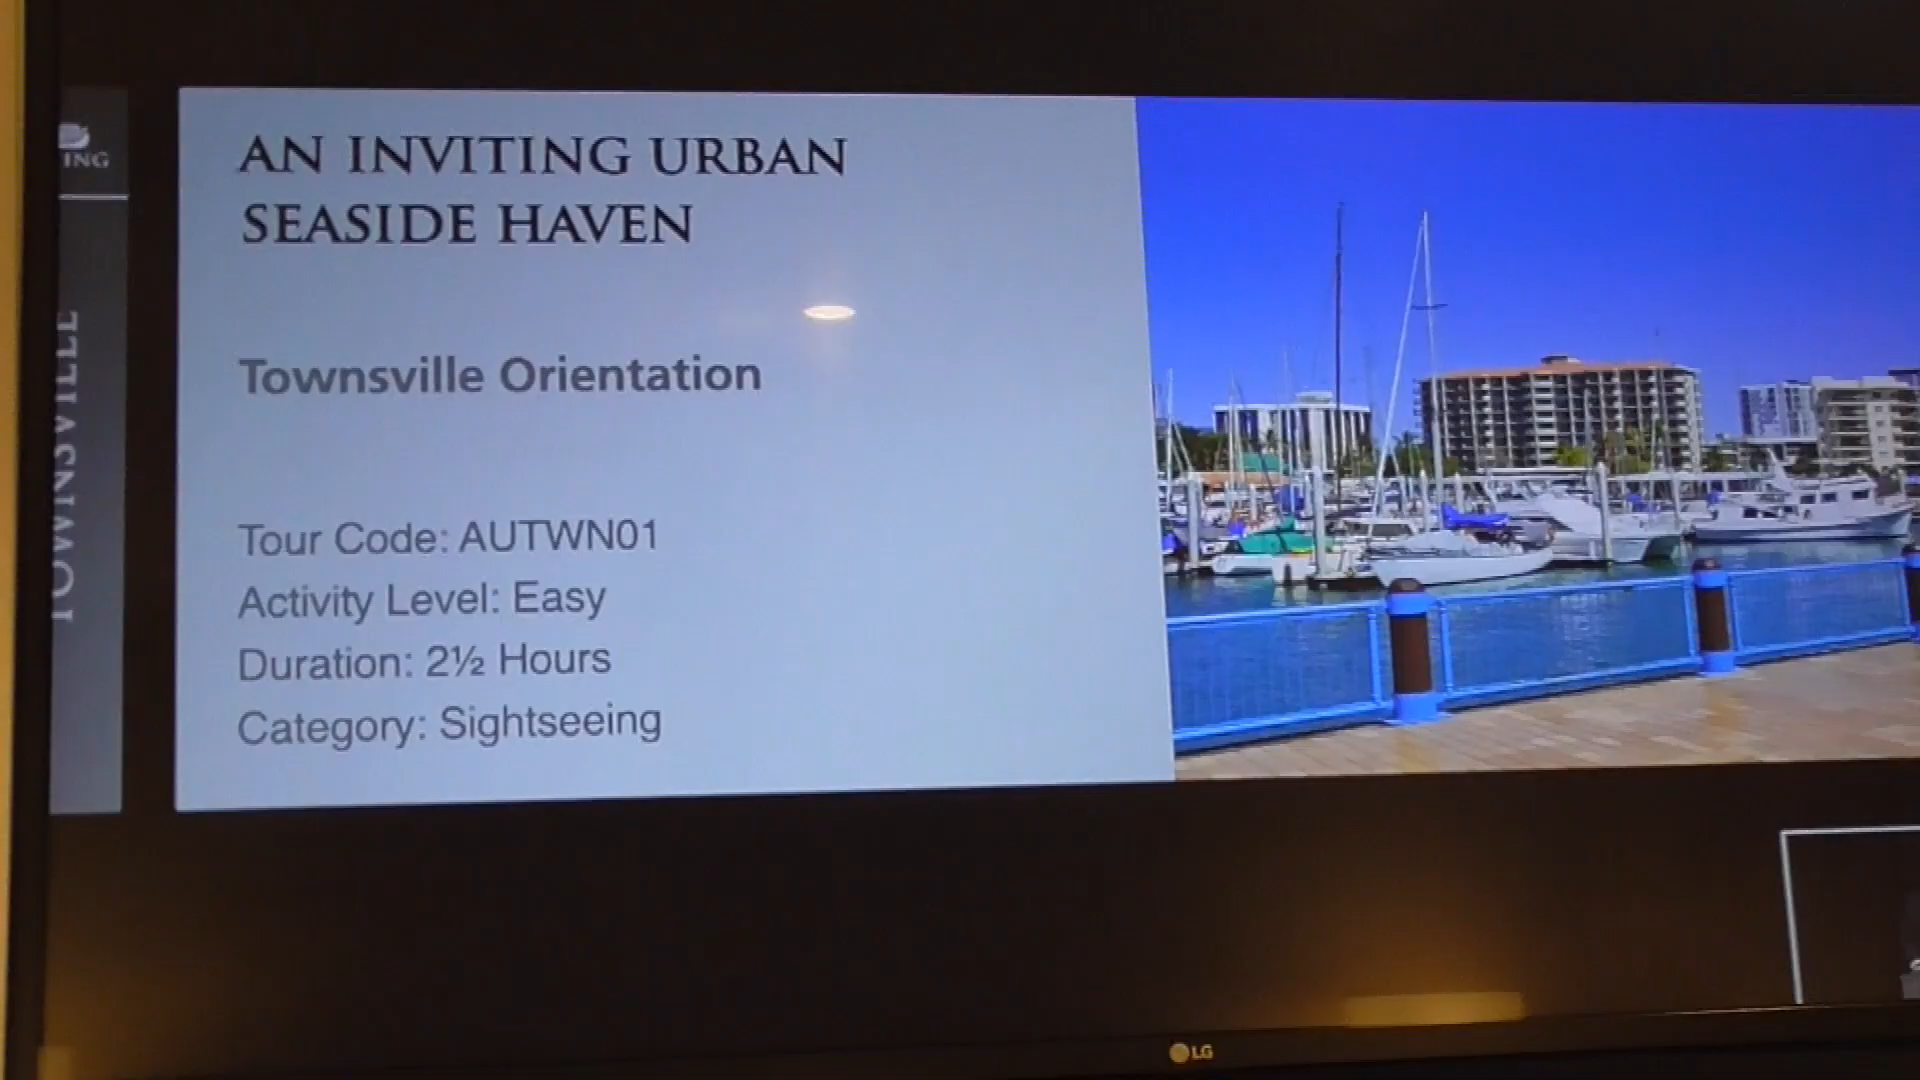 ING
TOWNSVILLE
AN INVITING URBAN
SEASIDE HAVEN
Townsville Orientation
Tour Code: AUTWN01
Activity Level: Easy
Duration: 2½ Hours
Category: Sightseeing
LG